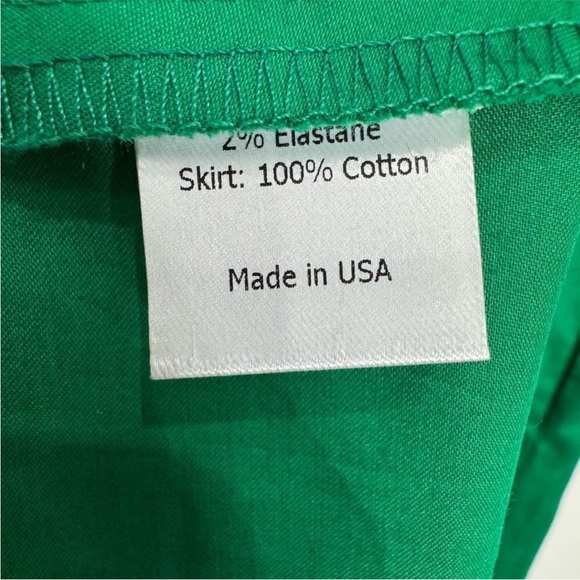 2% Elastane
Skirt: 100% Cotton
Made in USA